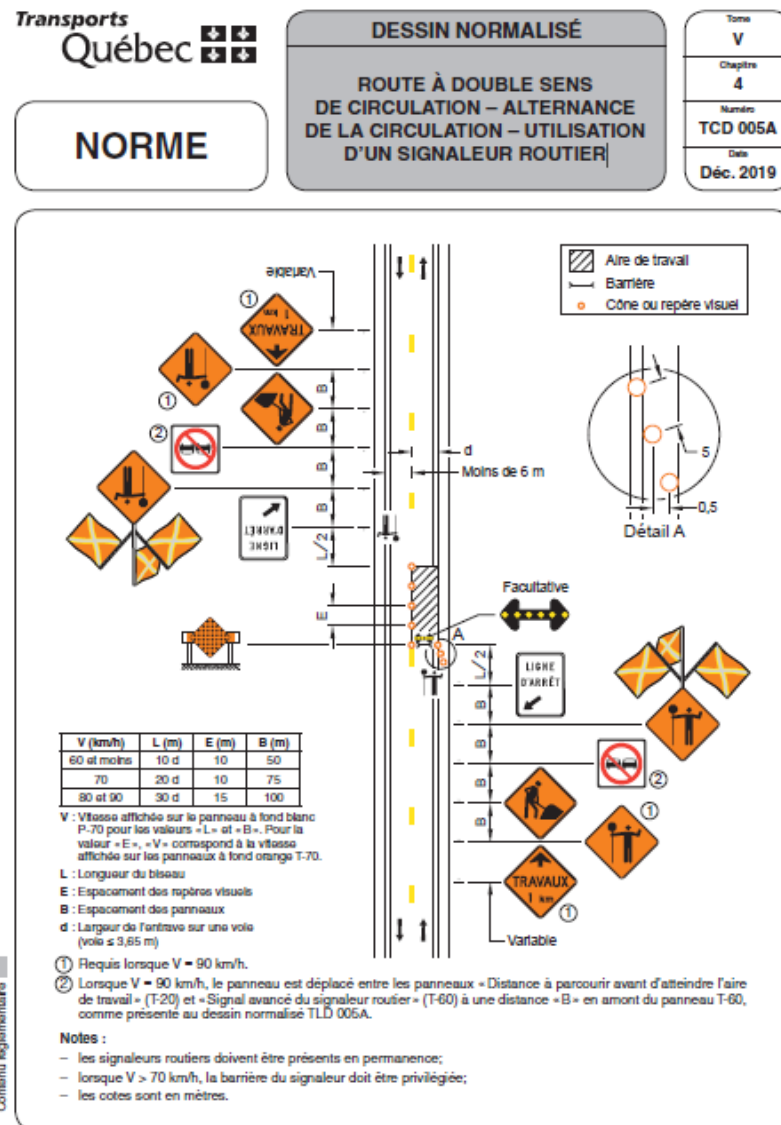 Transports
Québec
NORME
DESSIN NORMALISÉ
ROUTE À DOUBLE SENS
DE CIRCULATION – ALTERNANCE
DE LA CIRCULATION – UTILISATION
D'UN SIGNALEUR ROUTIER
Tome
V
Chapitre
4
Numéro
TCD 005A
Date
Déc. 2019
Aire de travail
Barrière
Cône ou repère visuel
Variable
①
TRAVAUX
1 km
①
B
②
B
B
B
LIGNE
D'ARRÊT
L/2
E
d
Moins de 6 m
5
0,5
Détail A
Facultative
A
L/2
LIGNE
D'ARRÊT
B
B
②
B
B
①
TRAVAUX
1 km
①
Variable
V (km/h) L (m) E (m) B (m)
60 et moins 10 d 10 50
70 20 d 10 75
80 et 90 30 d 15 100
V : Vitesse affichée sur le panneau à fond blanc
P-70 pour les valeurs « L » et « B ». Pour la
valeur « E », « V » correspond à la vitesse
affichée sur les panneaux à fond orange T-70.
L : Longueur du biseau
E : Espacement des repères visuels
B : Espacement des panneaux
d : Largeur de l'entrave sur une voie
(voie ≤ 3,65 m)
① Requis lorsque V = 90 km/h.
② Lorsque V = 90 km/h, le panneau est déplacé entre les panneaux « Distance à parcourir avant d'atteindre l'aire
de travail » (T-20) et « Signal avancé du signaleur routier » (T-60) à une distance « B » en amont du panneau T-60,
comme présenté au dessin normalisé TLD 005A.
Notes :
– les signaleurs routiers doivent être présents en permanence;
– lorsque V > 70 km/h, la barrière du signaleur doit être privilégiée;
– les cotes sont en mètres.
Contenu réglementaire